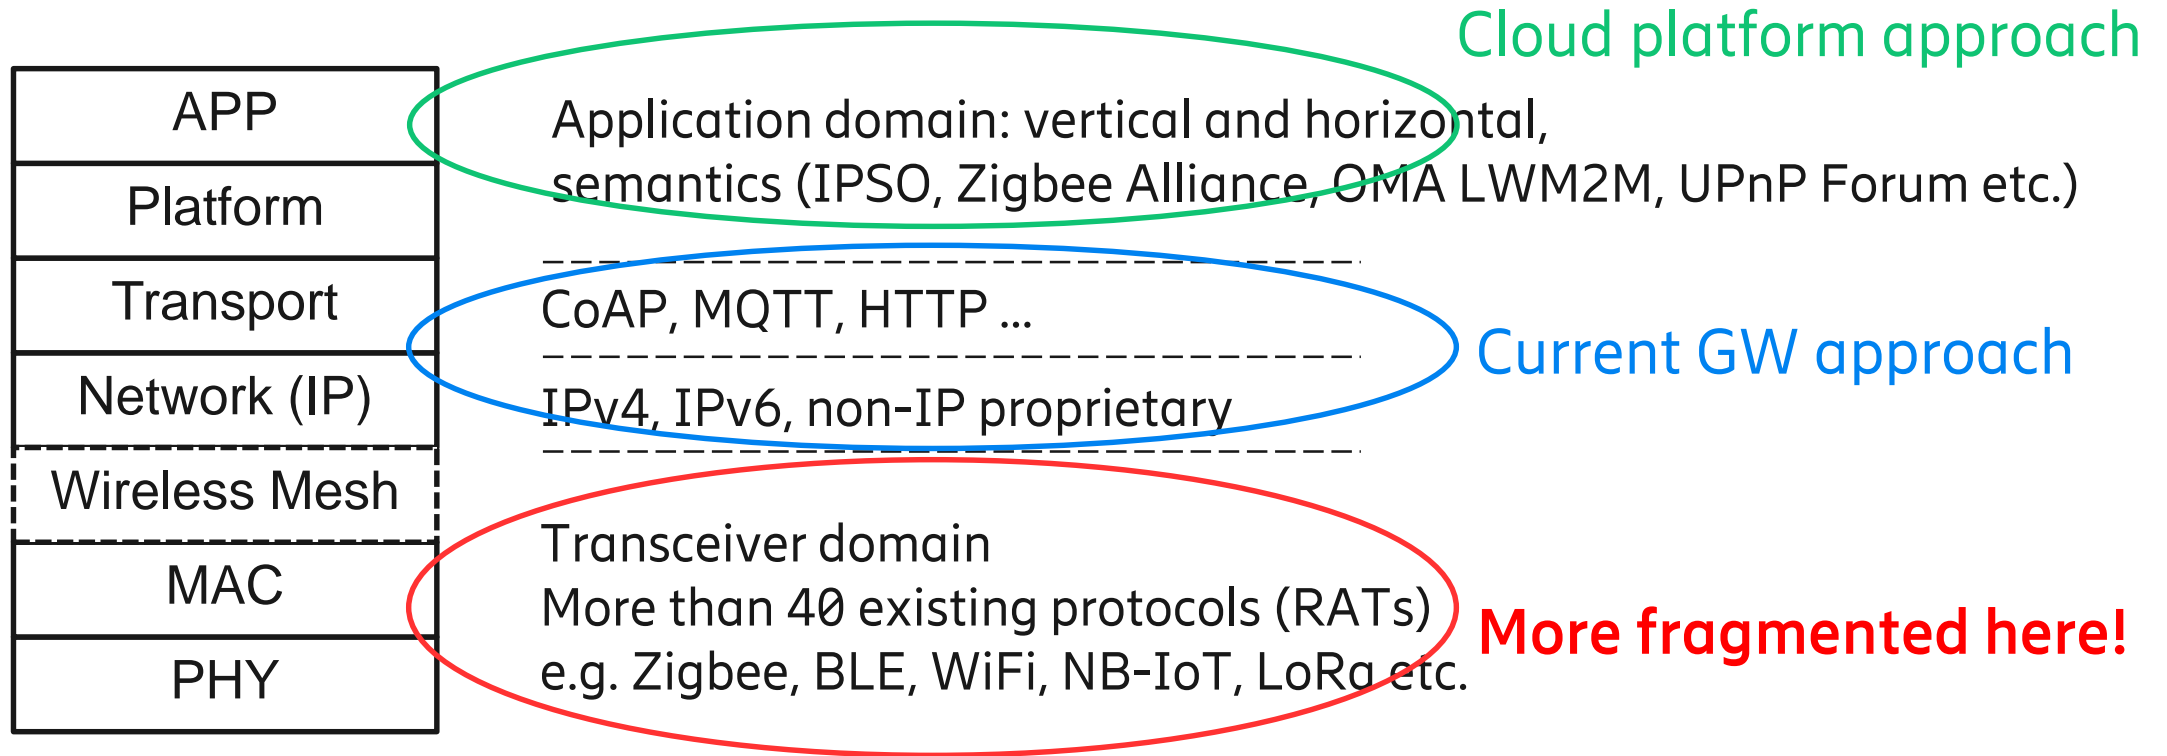 Cloud platform approach
APP
Application domain: vertical and horizontal,
semantics (IPSO, Zigbee Alliance, OMA LWM2M, UPnP Forum etc.)
Platform
Transport
CoAP, MQTT, HTTP ...
Current GW approach
Network (IP)
IPv4, IPv6, non-IP proprietary
Wireless Mesh
Transceiver domain
MAC
More than 40 existing protocols (RATs)
More fragmented here!
PHY
e.g. Zigbee, BLE, WiFi, NB-IoT, LoRa etc.